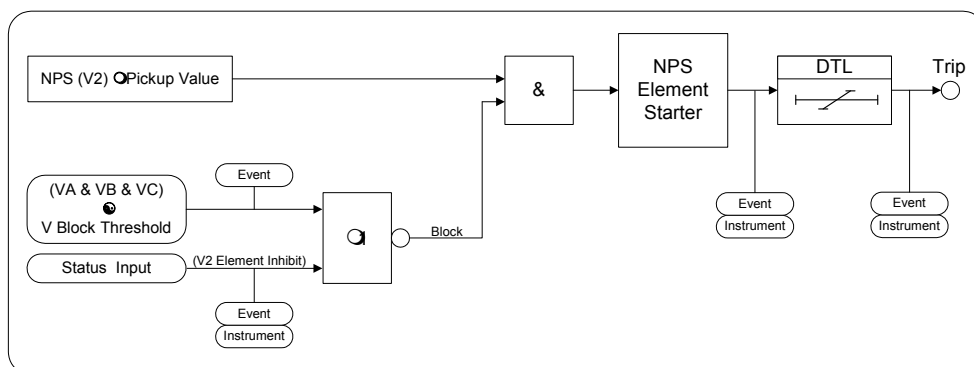 NPS (V2) Pickup Value
&
NPS
Element
Starter
DTL
Trip
(VA & VB & VC)
V Block Threshold
Event
Status Input
(V2 Element Inhibit)
Event
Instrument
Block
Event
Instrument
Event
Instrument